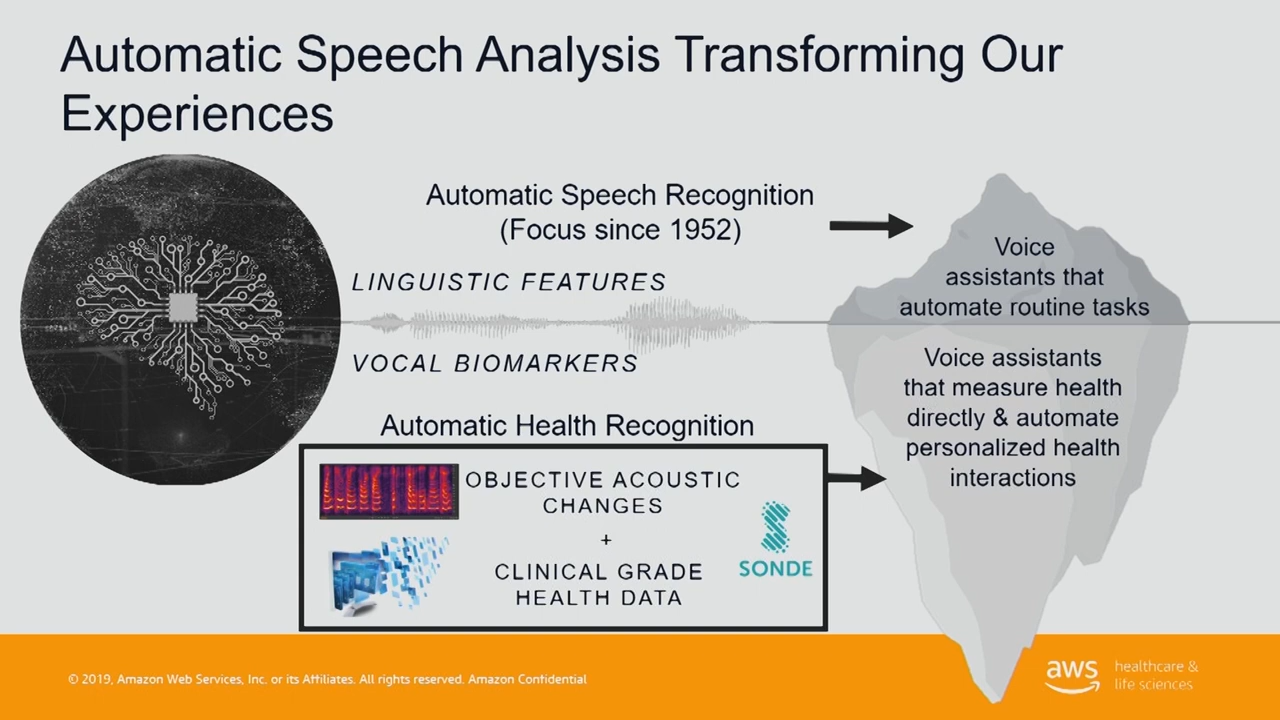 Automatic Speech Analysis Transforming Our
Experiences
Automatic Speech Recognition
(Focus since 1952)
LINGUISTIC FEATURES
VOCAL BIOMARKERS
Automatic Health Recognition
OBJECTIVE ACOUSTIC
CHANGES
+
CLINICAL GRADE
HEALTH DATA
SONDE
Voice
assistants that
automate routine tasks
Voice assistants
that measure health
directly & automate
personalized health
interactions
© 2019, Amazon Web Services, Inc. or its Affiliates. All rights reserved. Amazon Confidential
aws
healthcare &
life sciences